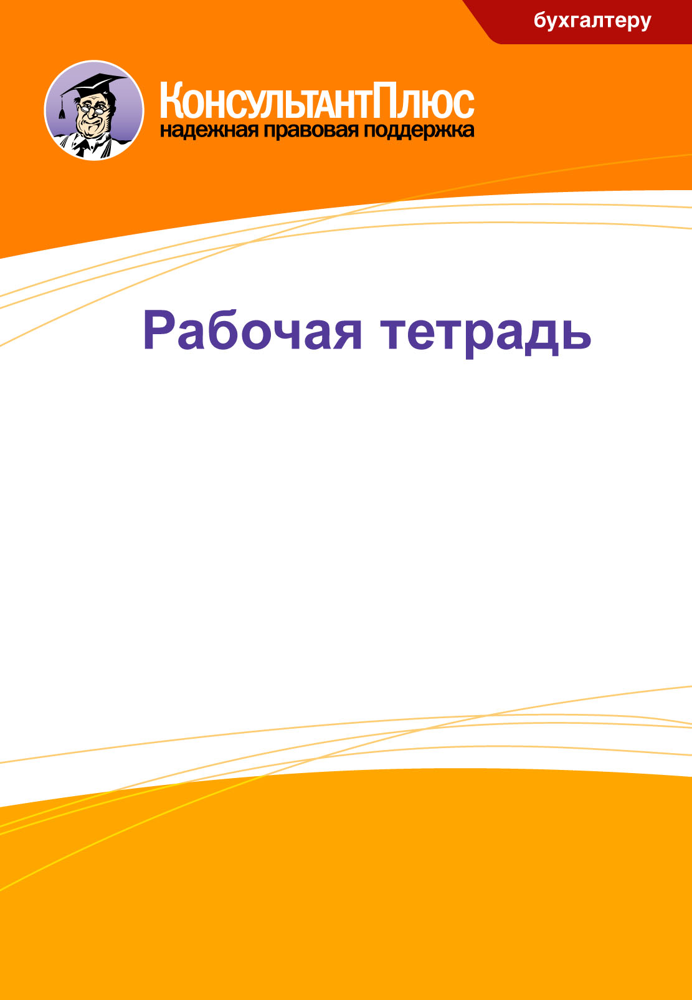 бухгалтеру
КонсультантПлюс
надежная правовая поддержка
Рабочая тетрадь